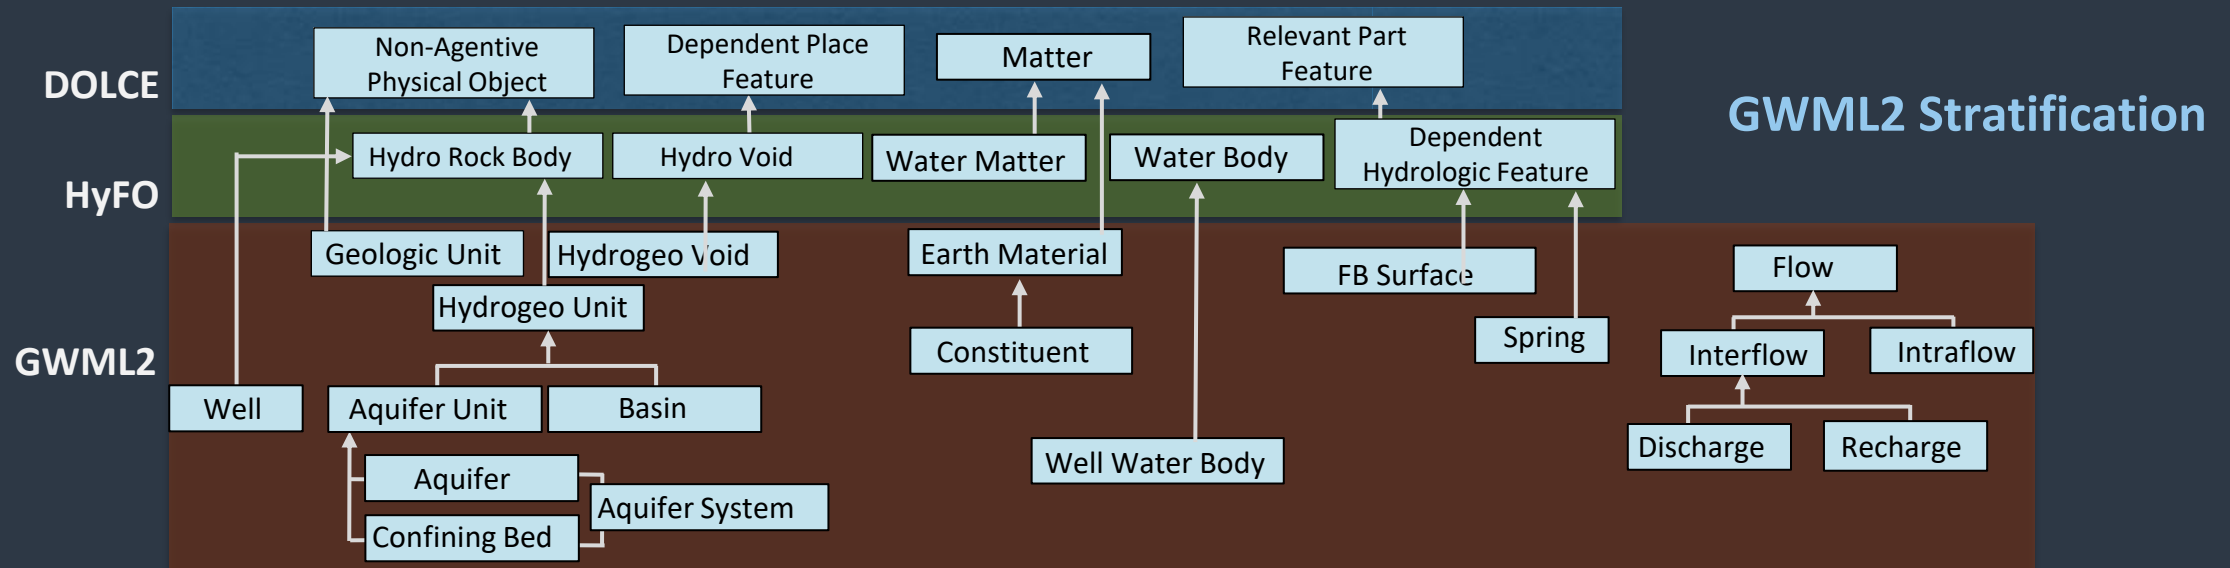 DOLCE
Non-Agentive
Physical Object
Dependent Place
Feature
Matter
Relevant Part
Feature
GWML2 Stratification
HyFO
Hydro Rock Body
Hydro Void
Water Matter
Water Body
Dependent
Hydrologic Feature
GWML2
Geologic Unit
Hydrogeo Void
Earth Material
FB Surface
Flow
Hydrogeo Unit
Constituent
Spring
Interflow
Intraflow
Well
Aquifer Unit
Basin
Well Water Body
Discharge
Recharge
Aquifer
Aquifer System
Confining Bed